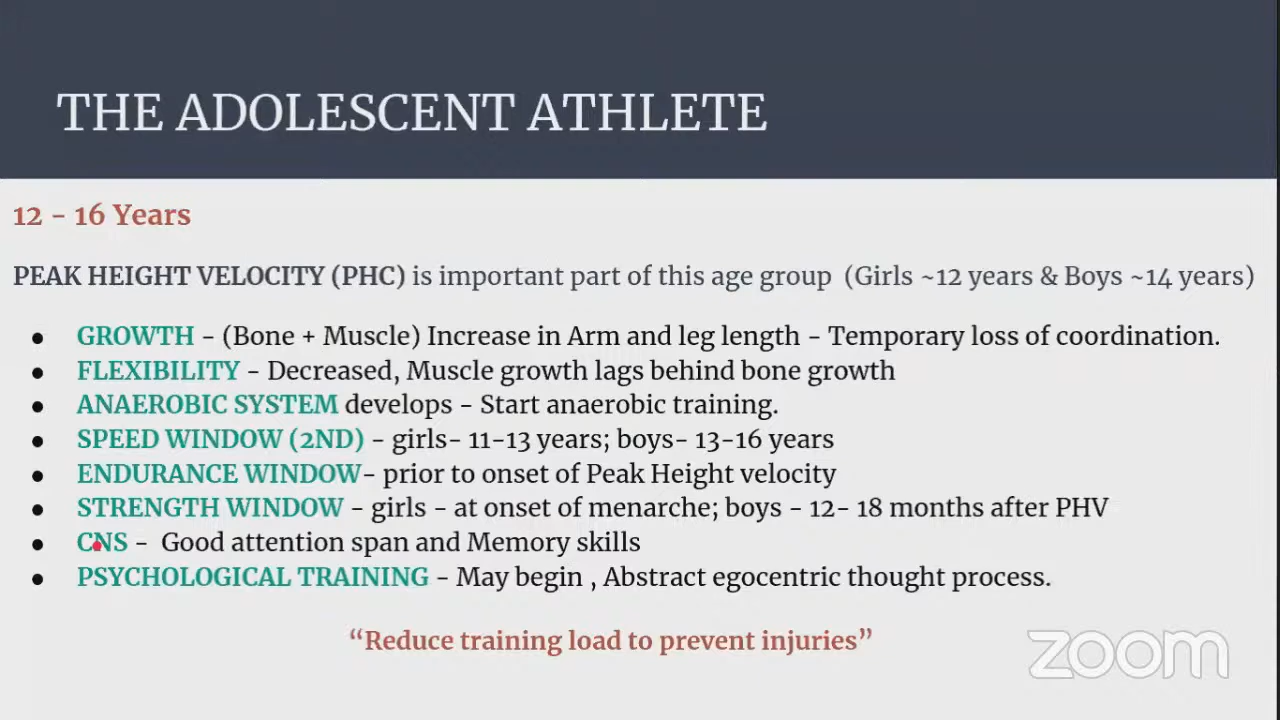 THE ADOLESCENT ATHLETE
12 - 16 Years
PEAK HEIGHT VELOCITY (PHC) is important part of this age group (Girls ~12 years & Boys ~14 years)
● GROWTH - (Bone + Muscle) Increase in Arm and leg length - Temporary loss of coordination.
● FLEXIBILITY - Decreased, Muscle growth lags behind bone growth
● ANAEROBIC SYSTEM develops - Start anaerobic training.
● SPEED WINDOW (2ND) - girls- 11-13 years; boys- 13-16 years
● ENDURANCE WINDOW- prior to onset of Peak Height velocity
● STRENGTH WINDOW - girls - at onset of menarche; boys - 12- 18 months after PHV
● CNS - Good attention span and Memory skills
● PSYCHOLOGICAL TRAINING - May begin , Abstract egocentric thought process.
“Reduce training load to prevent injuries”
zoom